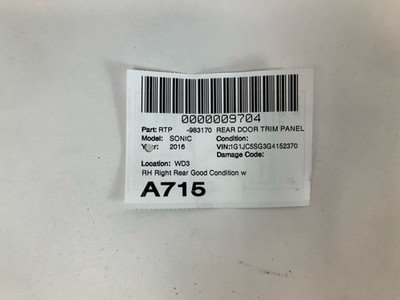 0000009704
Part: RTP -983170 REAR DOOR TRIM PANEL
Model: SONIC Condition:
Year: 2016 VIN:1G1JC5SG3G4152370
Damage Code:
Location: WD3
RH Right Rear Good Condition w
A715